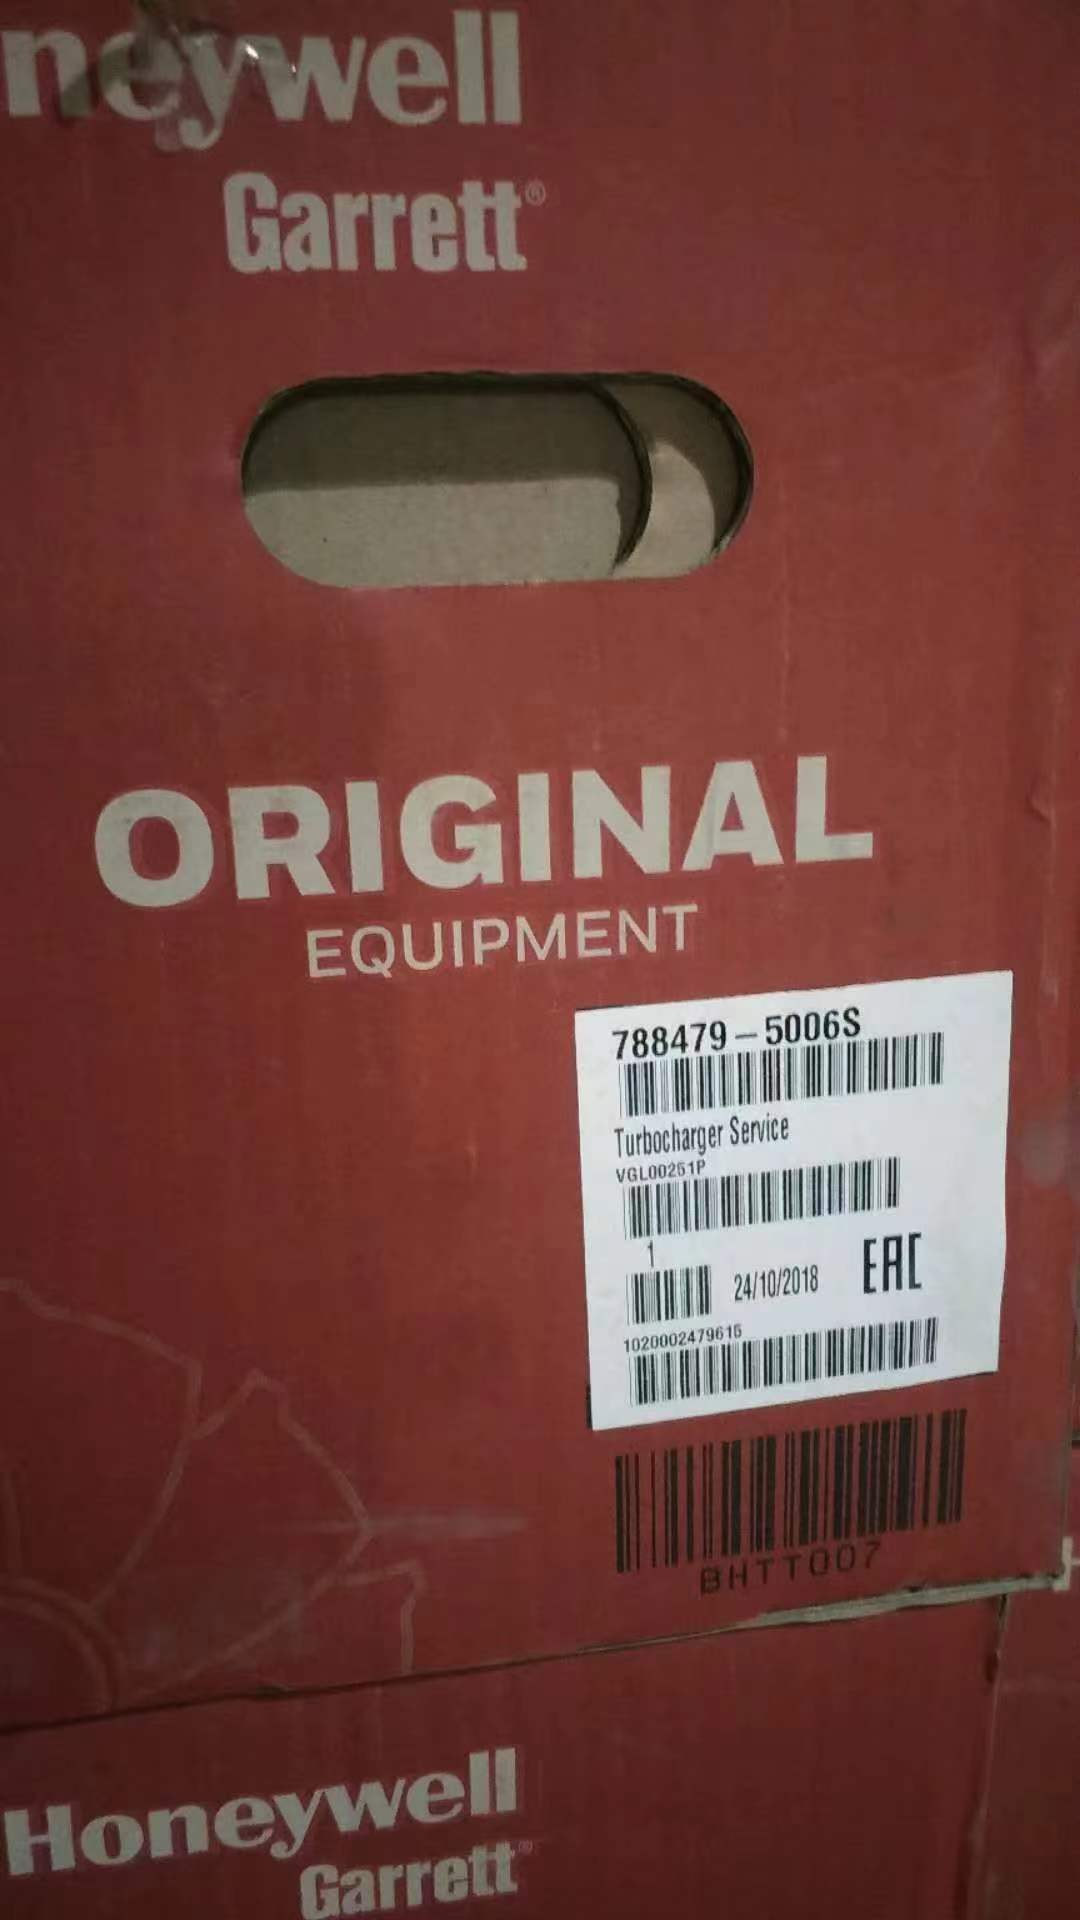 neywell
Garrett®
ORIGINAL
EQUIPMENT
788479-5006S
Turbocharger Service
VGL00251P
1
24/10/2018
EAC
1020002479615
BHTT007
Honeywell
Garrett®